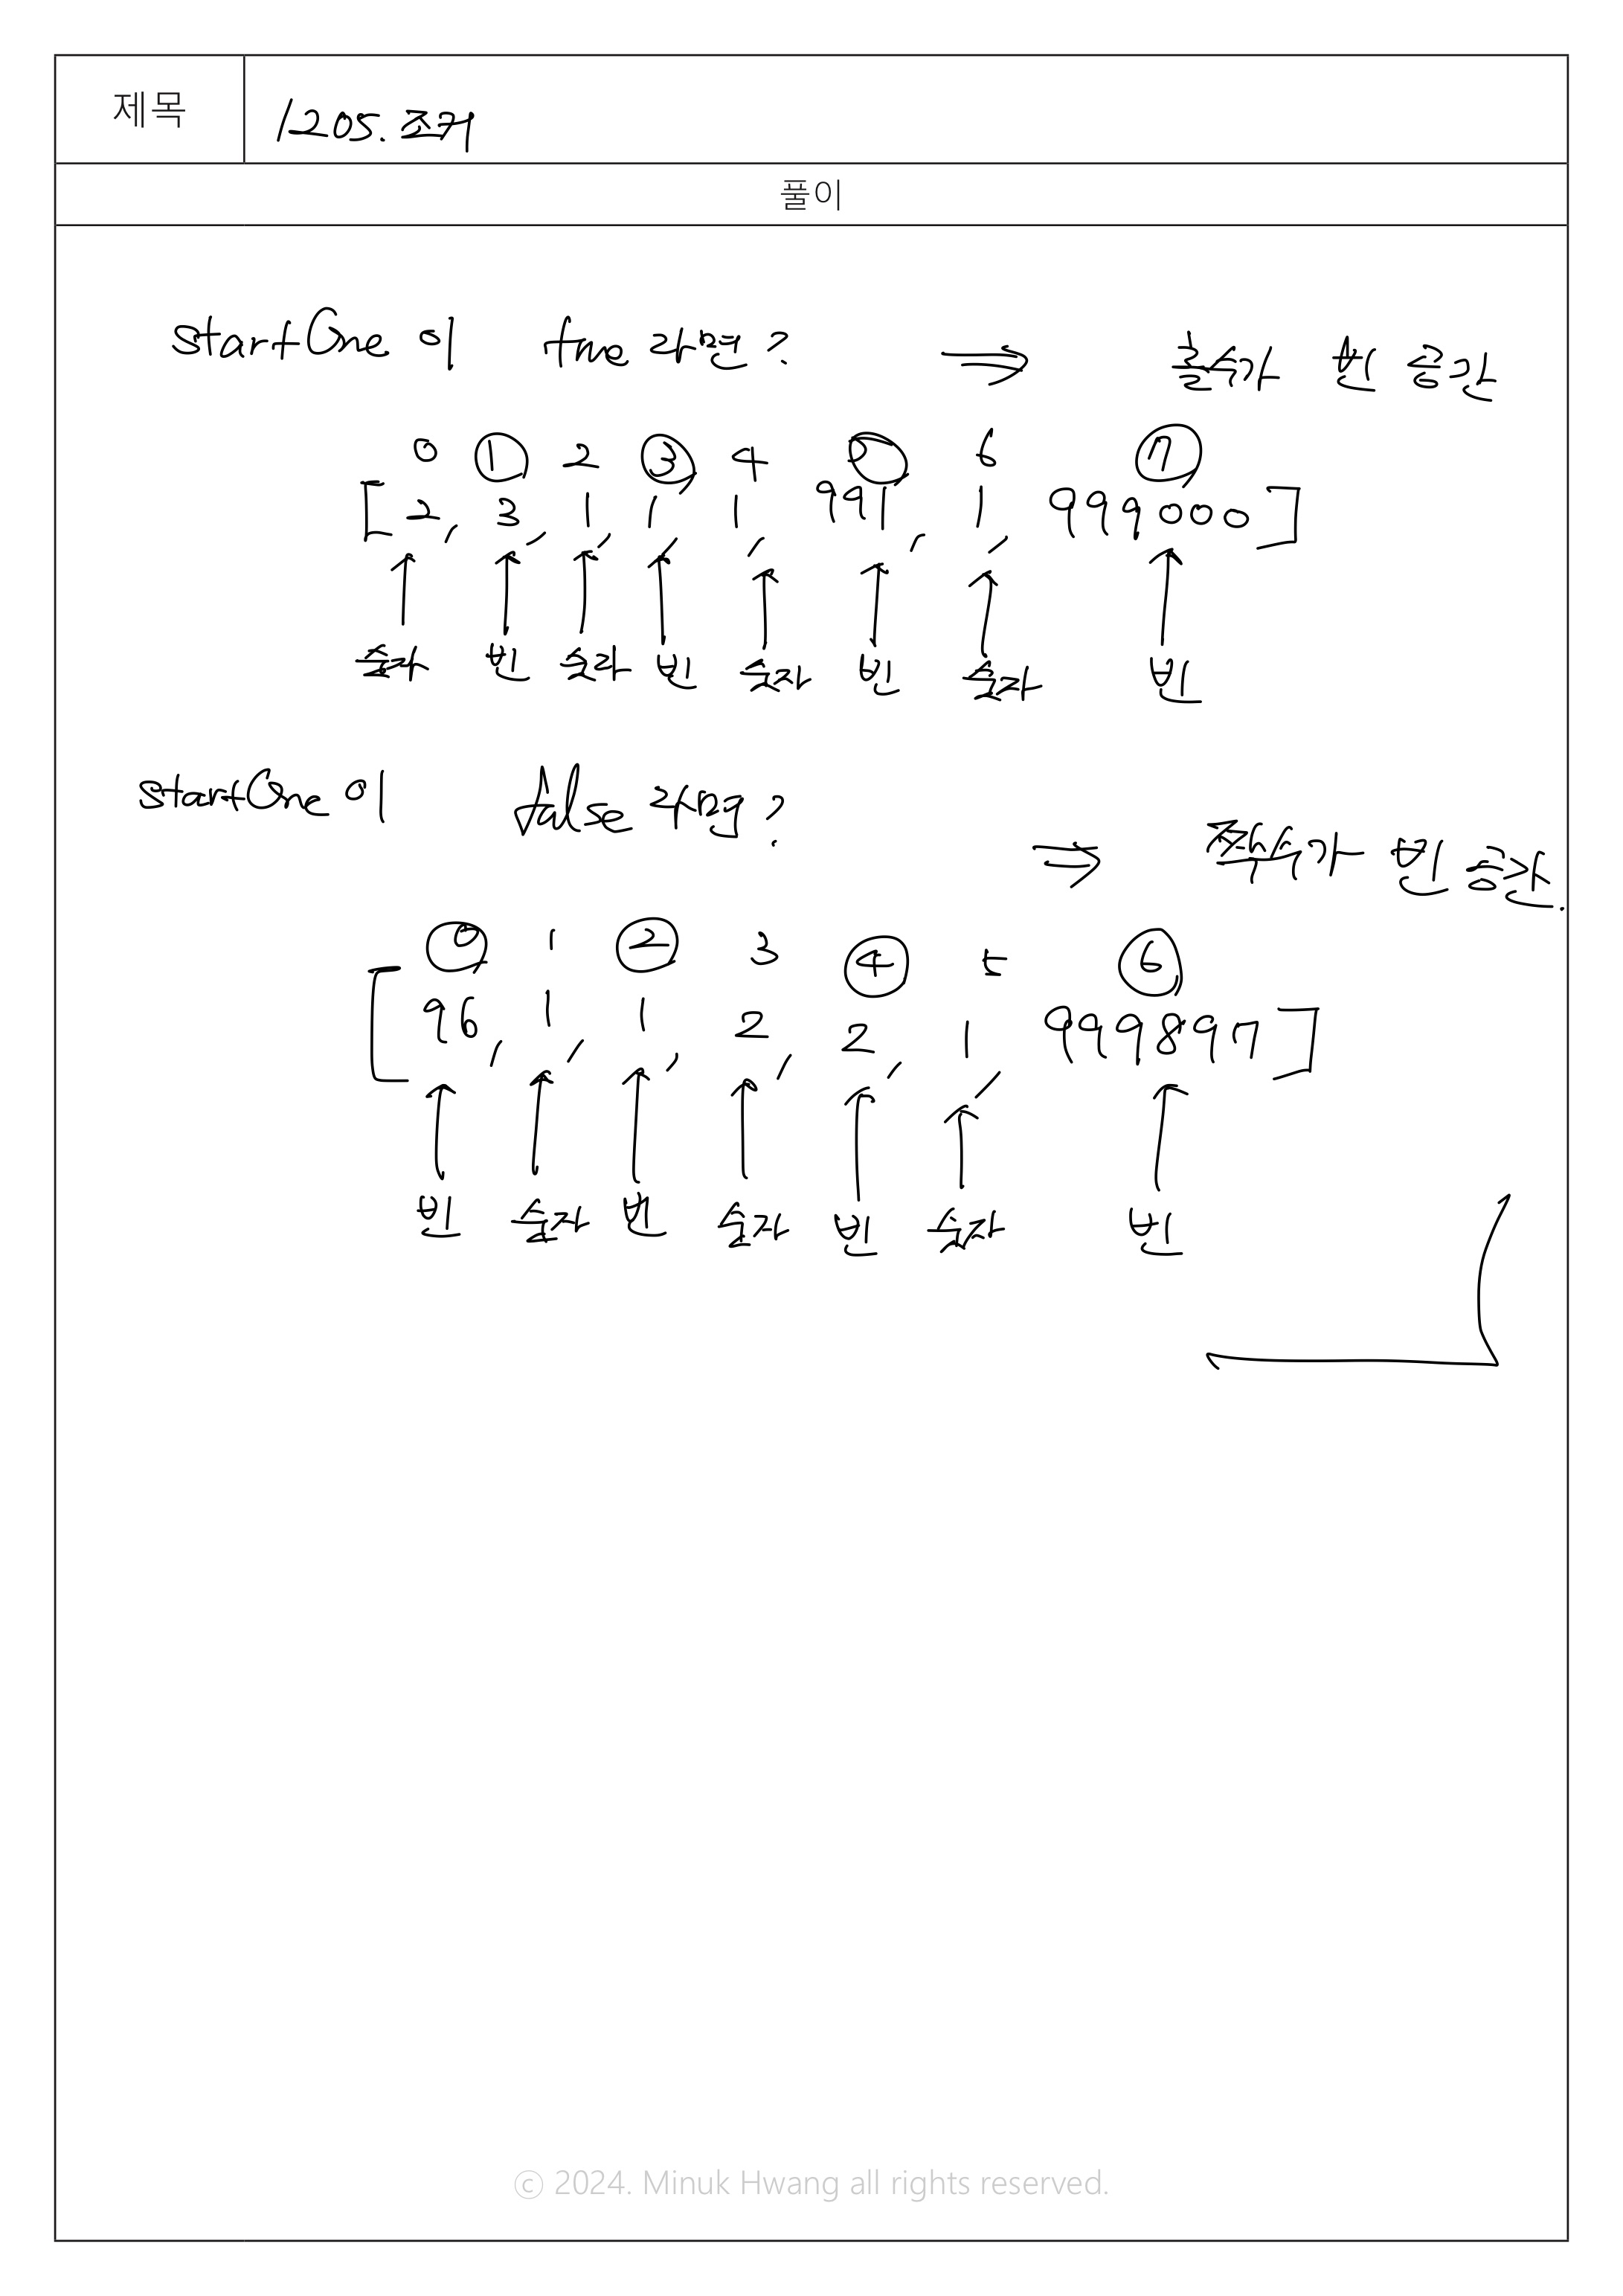 제목
1205. 조커
풀이
startOne 이 true 라면? ⇒ 홀수가 빈 공간
0 ① 2 ③ 4 ⑤ 6 ⑦
[2, 3, 1, 1, 1, 991, 1, 999000]
숫자 빈 숫자 빈 숫자 빈 숫자 빈
startOne 이 false 라면? ⇒ 짝수가 빈 공간.
⓪ 1 ② 3 ④ 5 ⑥
[96, 1, 1, 2, 2, 1, 999897]
빈 숫자 빈 숫자 빈 숫자 빈
© 2024. Minuk Hwang all rights reserved.